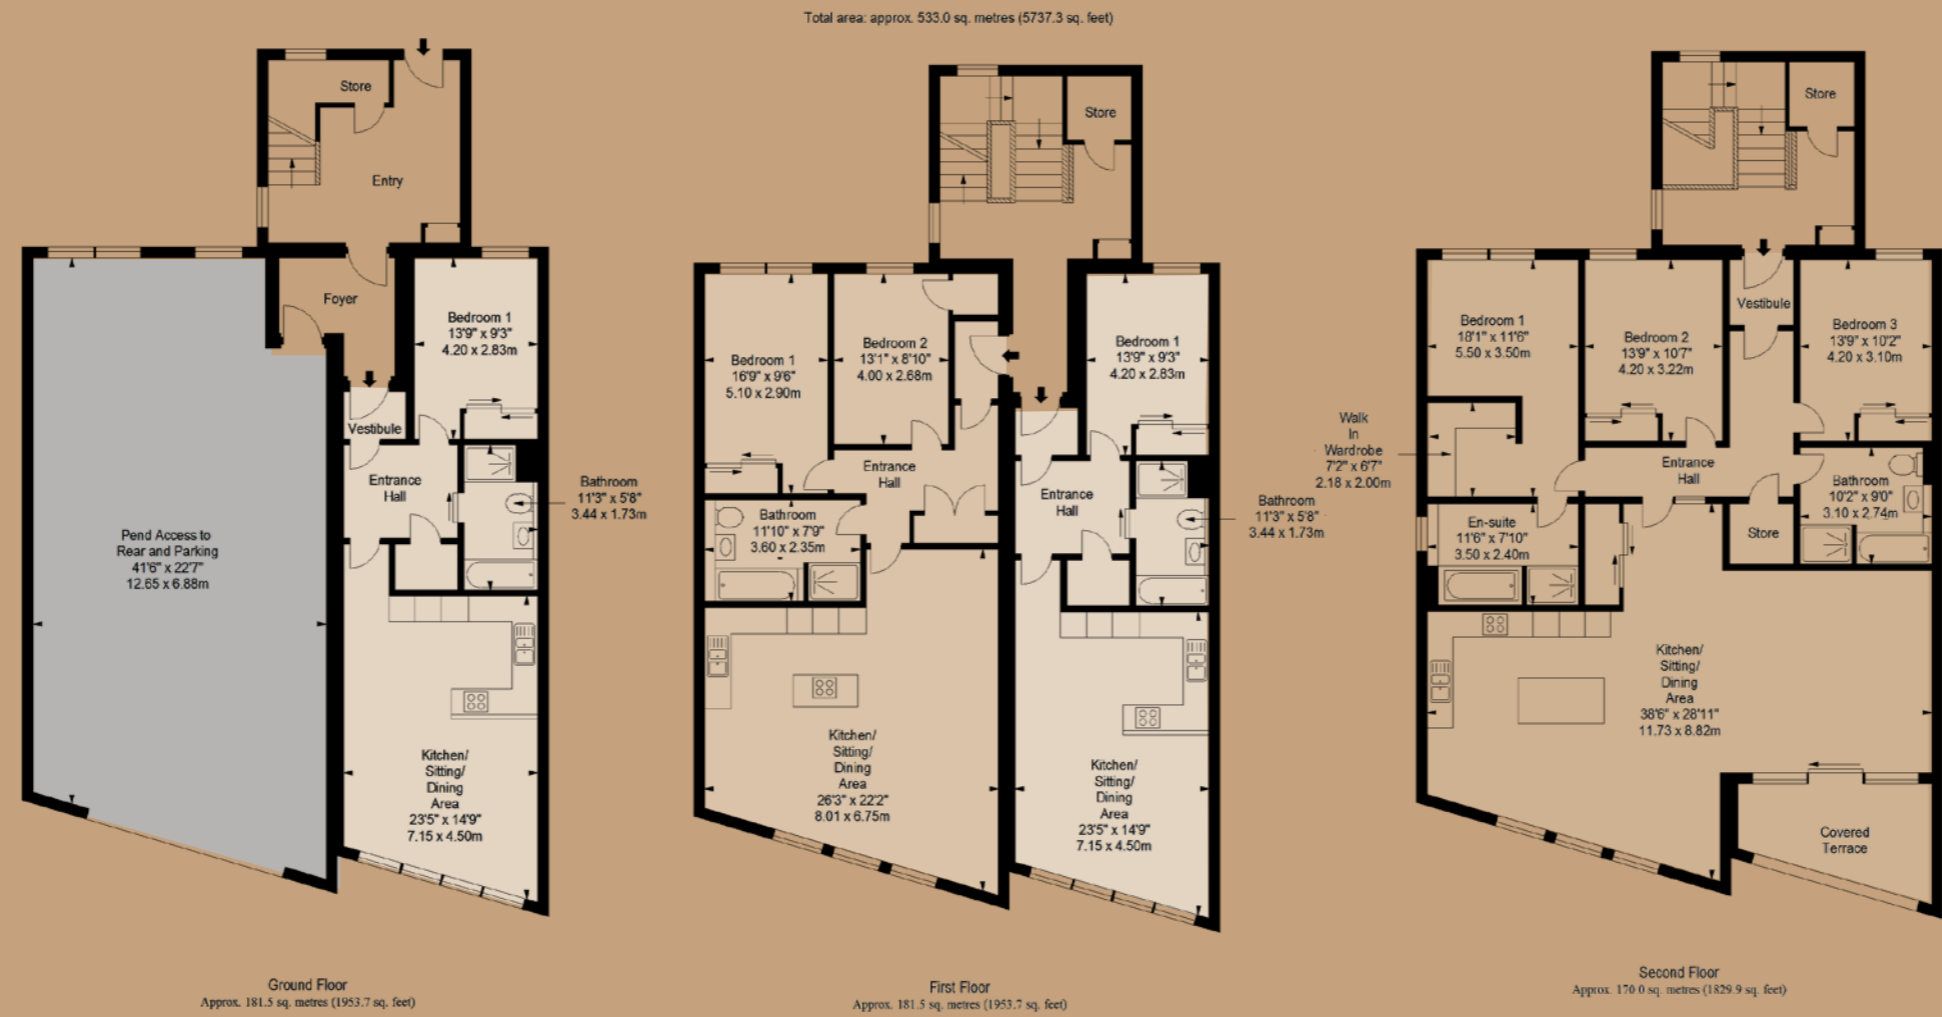 Total area: approx. 533.0 sq. metres (5737.3 sq. feet)
Store
Entry
Foyer
Bedroom 1
13'9" x 9'3"
4.20 x 2.83m
Vestibule
Entrance
Hall
Bathroom
11'3" x 5'8"
3.44 x 1.73m
Pend Access to
Rear and Parking
41'6" x 22'7"
12.65 x 6.88m
Kitchen/
Sitting/
Dining
Area
23'5" x 14'9"
7.15 x 4.50m
Ground Floor
Approx. 181.5 sq. metres (1953.7 sq. feet)
Store
Bedroom 1
16'9" x 9'6"
5.10 x 2.90m
Bedroom 2
13'1" x 8'10"
4.00 x 2.68m
Bedroom 1
13'9" x 9'3"
4.20 x 2.83m
Entrance
Hall
Bathroom
11'10" x 7'9"
3.60 x 2.35m
Entrance
Hall
Bathroom
11'3" x 5'8"
3.44 x 1.73m
Kitchen/
Sitting/
Dining
Area
26'3" x 22'2"
8.01 x 6.75m
Kitchen/
Sitting/
Dining
Area
23'5" x 14'9"
7.15 x 4.50m
First Floor
Approx. 181.5 sq. metres (1953.7 sq. feet)
Store
Vestibule
Bedroom 1
18'1" x 11'6"
5.50 x 3.50m
Bedroom 2
13'9" x 10'7"
4.20 x 3.22m
Bedroom 3
13'9" x 10'2"
4.20 x 3.10m
Walk
In
Wardrobe
7'2" x 6'7"
2.18 x 2.00m
Entrance
Hall
Bathroom
10'2" x 9'0"
3.10 x 2.74m
En-suite
11'6" x 7'10"
3.50 x 2.40m
Store
Kitchen/
Sitting/
Dining
Area
38'6" x 28'11"
11.73 x 8.82m
Covered
Terrace
Second Floor
Approx. 170.0 sq. metres (1829.9 sq. feet)